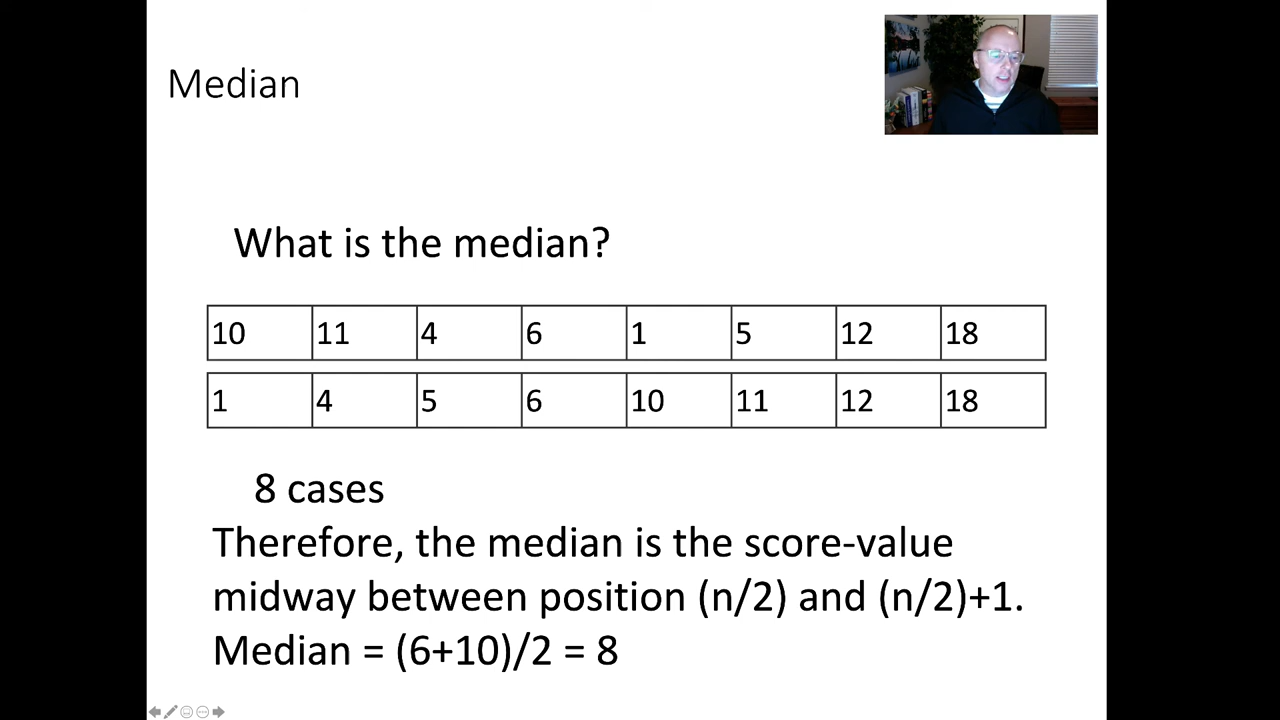 Median
What is the median?
10 11 4 6 1 5 12 18
1 4 5 6 10 11 12 18
8 cases
Therefore, the median is the score-value
midway between position (n/2) and (n/2)+1.
Median = (6+10)/2 = 8